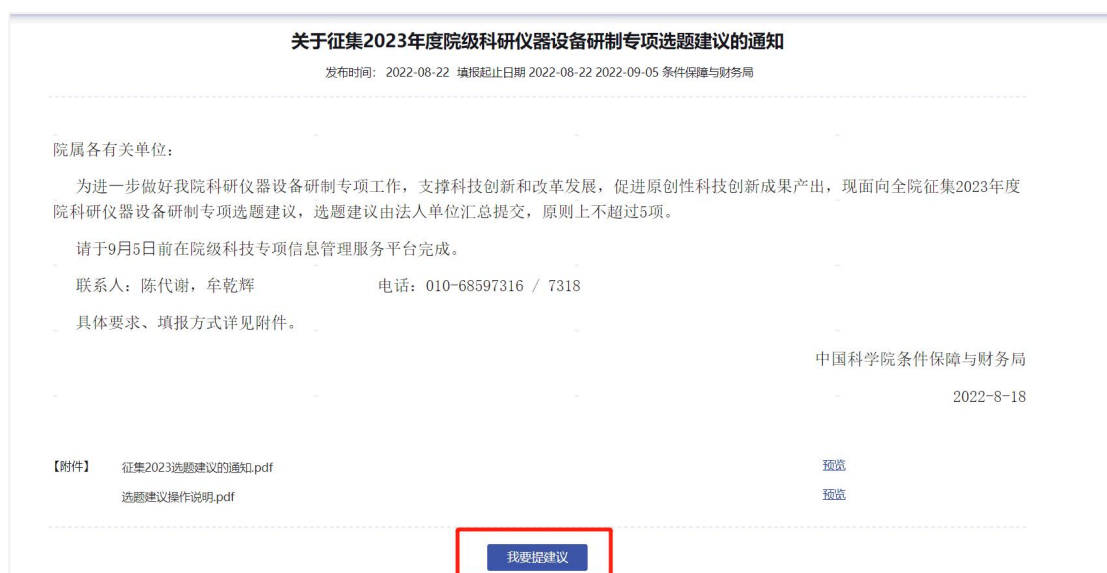 关于征集2023年度院级科研仪器设备研制专项选题建议的通知
发布时间： 2022-08-22 填报起止日期 2022-08-22 2022-09-05 条件保障与财务局
院属各有关单位：
为进一步做好我院科研仪器设备研制专项工作，支撑科技创新和改革发展，促进原创性科技创新成果产出，现面向全院征集2023年度
院科研仪器设备研制专项选题建议，选题建议由法人单位汇总提交，原则上不超过5项。
请于9月5日前在院级科技专项信息管理服务平台完成。
联系人：陈代谢，牟乾辉 电话：010-68597316 / 7318
具体要求、填报方式详见附件。
中国科学院条件保障与财务局
2022-8-18
【附件】 征集2023选题建议的通知.pdf 预览
选题建议操作说明.pdf 预览
我要提建议